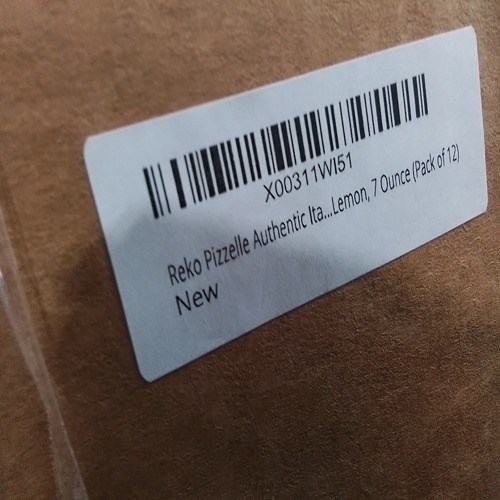 X00311WI51
Reko Pizzelle Authentic Ita...Lemon, 7 Ounce (Pack of 12)
New